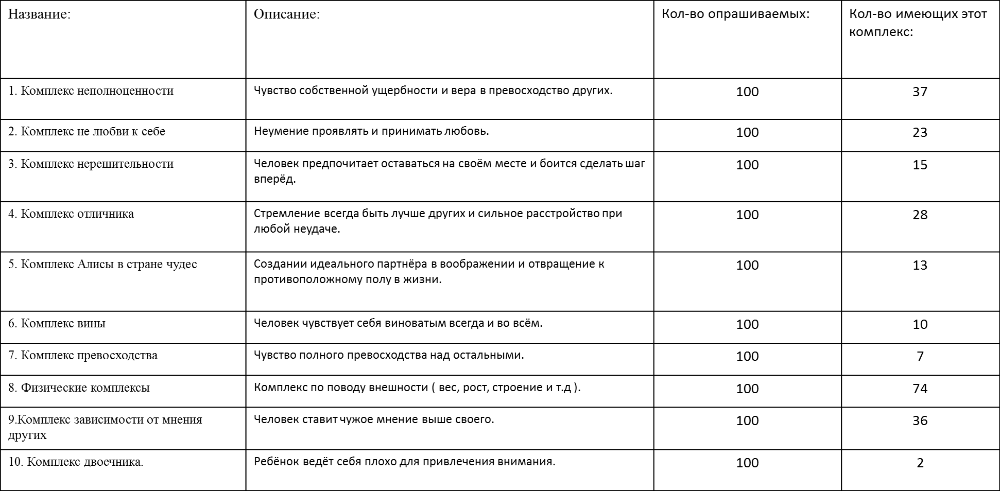 Название:
Описание:
Кол-во опрашиваемых:
Кол-во имеющих этот
комплекс:
1. Комплекс неполноценности
Чувство собственной ущербности и вера в превосходство других.
100
37
2. Комплекс не любви к себе
Неумение проявлять и принимать любовь.
100
23
3. Комплекс нерешительности
Человек предпочитает оставаться на своём месте и боится сделать шаг
вперёд.
100
15
4. Комплекс отличника
Стремление всегда быть лучше других и сильное расстройство при
любой неудаче.
100
28
5. Комплекс Алисы в стране чудес
Создании идеального партнёра в воображении и отвращение к
противоположному полу в жизни.
100
13
6. Комплекс вины
Человек чувствует себя виноватым всегда и во всём.
100
10
7. Комплекс превосходства
Чувство полного превосходства над остальными.
100
7
8. Физические комплексы
Комплекс по поводу внешности ( вес, рост, строение и т.д ).
100
74
9.Комплекс зависимости от мнения
других
Человек ставит чужое мнение выше своего.
100
36
10. Комплекс двоечника.
Ребёнок ведёт себя плохо для привлечения внимания.
100
2